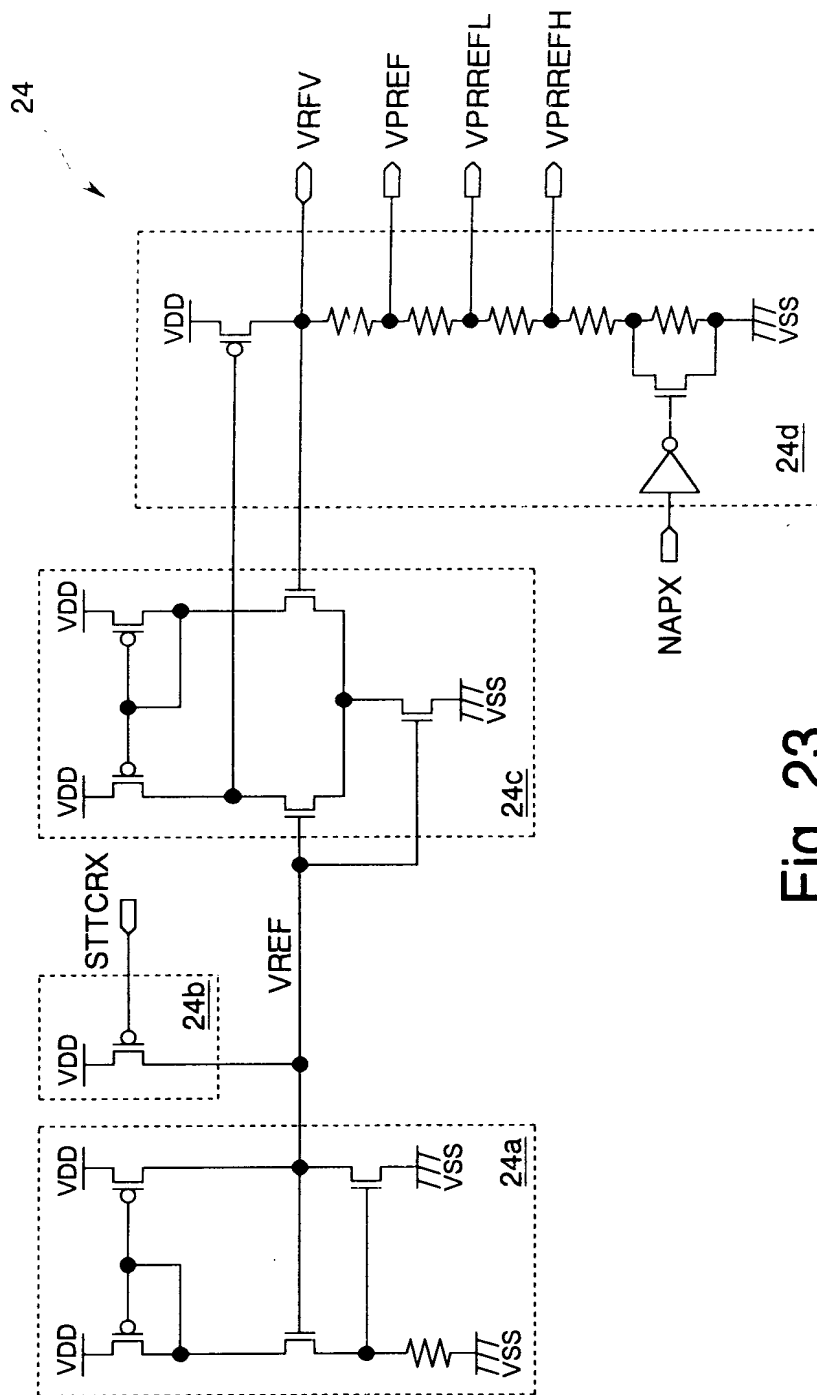 24
VDD
VDD
VDD
VDD
VDD
VDD
STTCRX
24b
VREF
VRFV
VPREF
VPRREFL
VPRREFH
VSS
VSS
24a
VSS
24c
VSS
24d
NAPX
Fig. 23